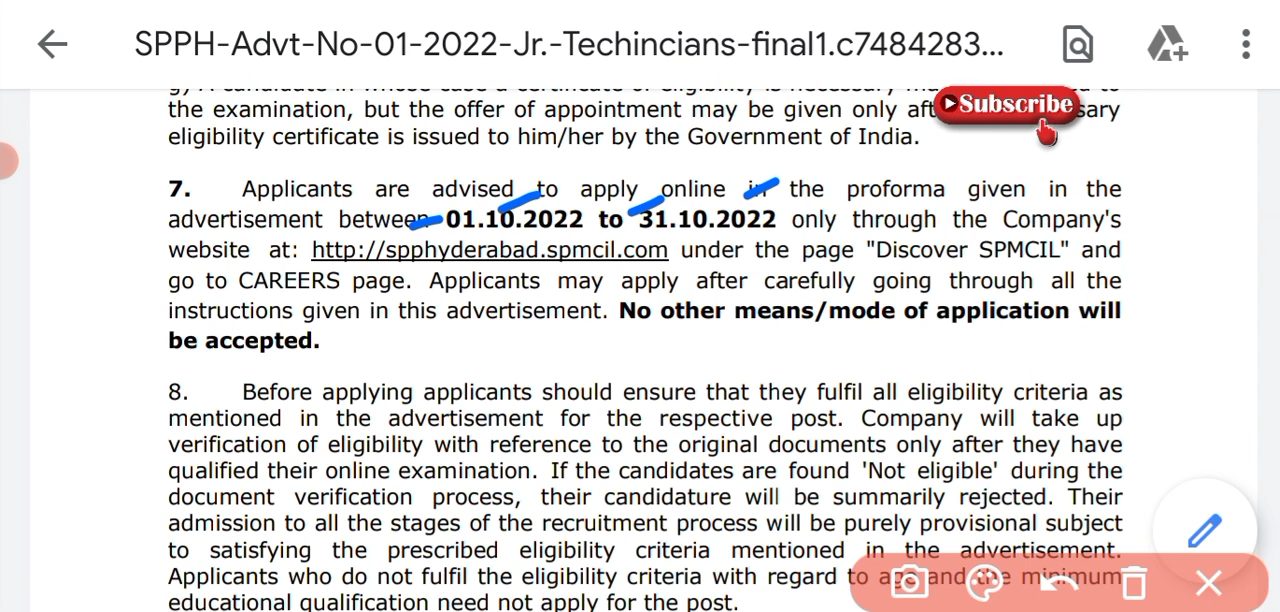 SPPH-Advt-No-01-2022-Jr.-Techincians-final1.c7484283...
Subscribe
the examination, but the offer of appointment may be given only
eligibility certificate is issued to him/her by the Government of India.
7. Applicants are advised to apply online in the proforma given in the
advertisement between 01.10.2022 to 31.10.2022 only through the Company's
website at: http://spphyderabad.spmcil.com under the page "Discover SPMCIL" and
go to CAREERS page. Applicants may apply after carefully going through all the
instructions given in this advertisement. No other means/mode of application will
be accepted.
8. Before applying applicants should ensure that they fulfil all eligibility criteria as
mentioned in the advertisement for the respective post. Company will take up
verification of eligibility with reference to the original documents only after they have
qualified their online examination. If the candidates are found 'Not eligible' during the
document verification process, their candidature will be summarily rejected. Their
admission to all the stages of the recruitment process will be purely provisional subject
to satisfying the prescribed eligibility criteria mentioned in the advertisement.
Applicants who do not fulfil the eligibility criteria with regard to age and the minimum
educational qualification need not apply for the post.